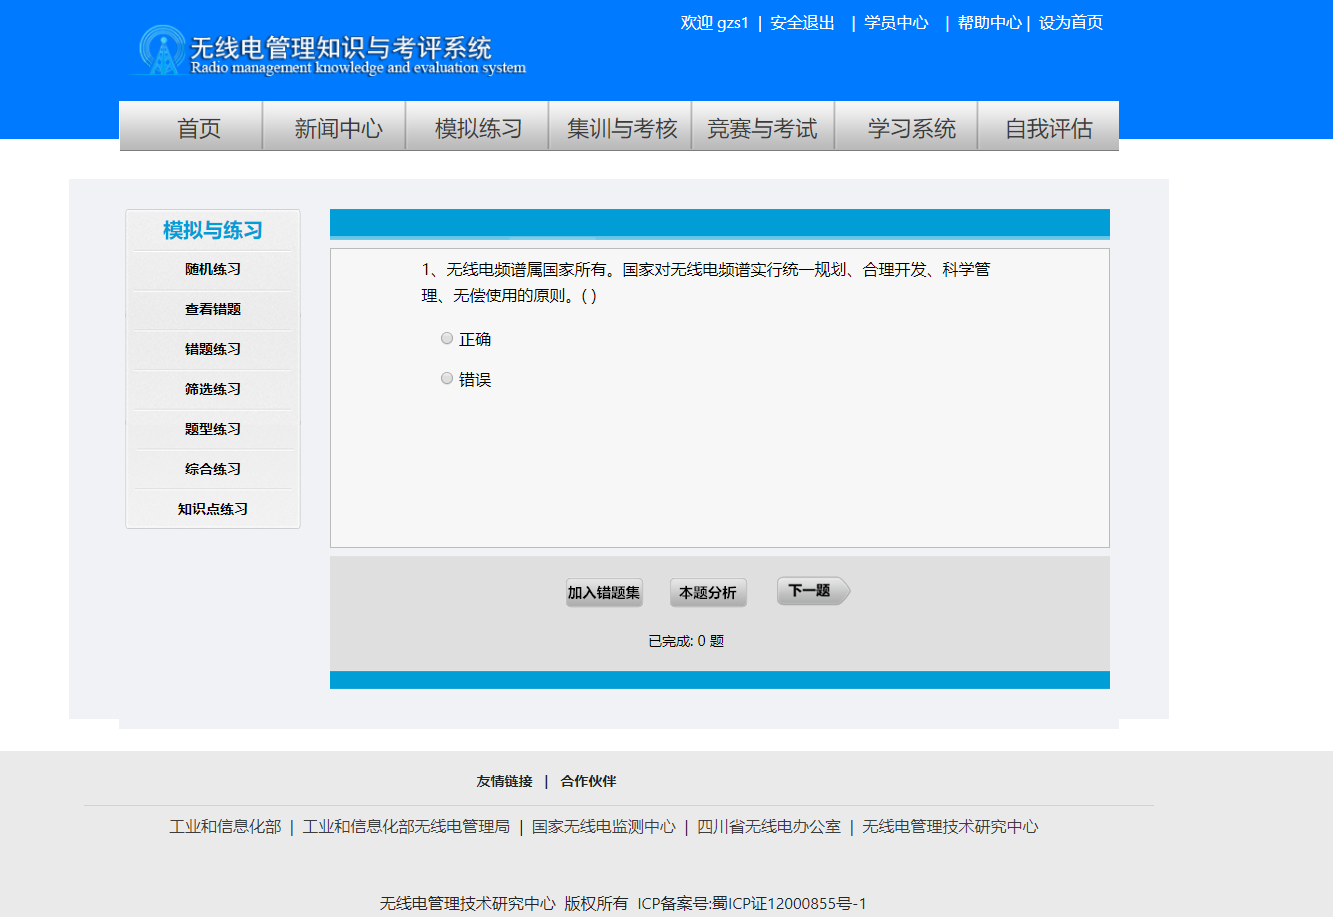 欢迎 gzs1 | 安全退出 | 学员中心 | 帮助中心 | 设为首页
无线电管理知识与考评系统
Radio management knowledge and evaluation system
首页 新闻中心 模拟练习 集训与考核 竞赛与考试 学习系统 自我评估
模拟与练习
随机练习
查看错题
错题练习
筛选练习
题型练习
综合练习
知识点练习
1、无线电频谱属国家所有。国家对无线电频谱实行统一规划、合理开发、科学管
理、无偿使用的原则。( )
正确
错误
加入错题集 本题分析 下一题
已完成: 0 题
友情链接 | 合作伙伴
工业和信息化部 | 工业和信息化部无线电管理局 | 国家无线电监测中心 | 四川省无线电办公室 | 无线电管理技术研究中心
无线电管理技术研究中心 版权所有 ICP备案号:蜀ICP证12000855号-1